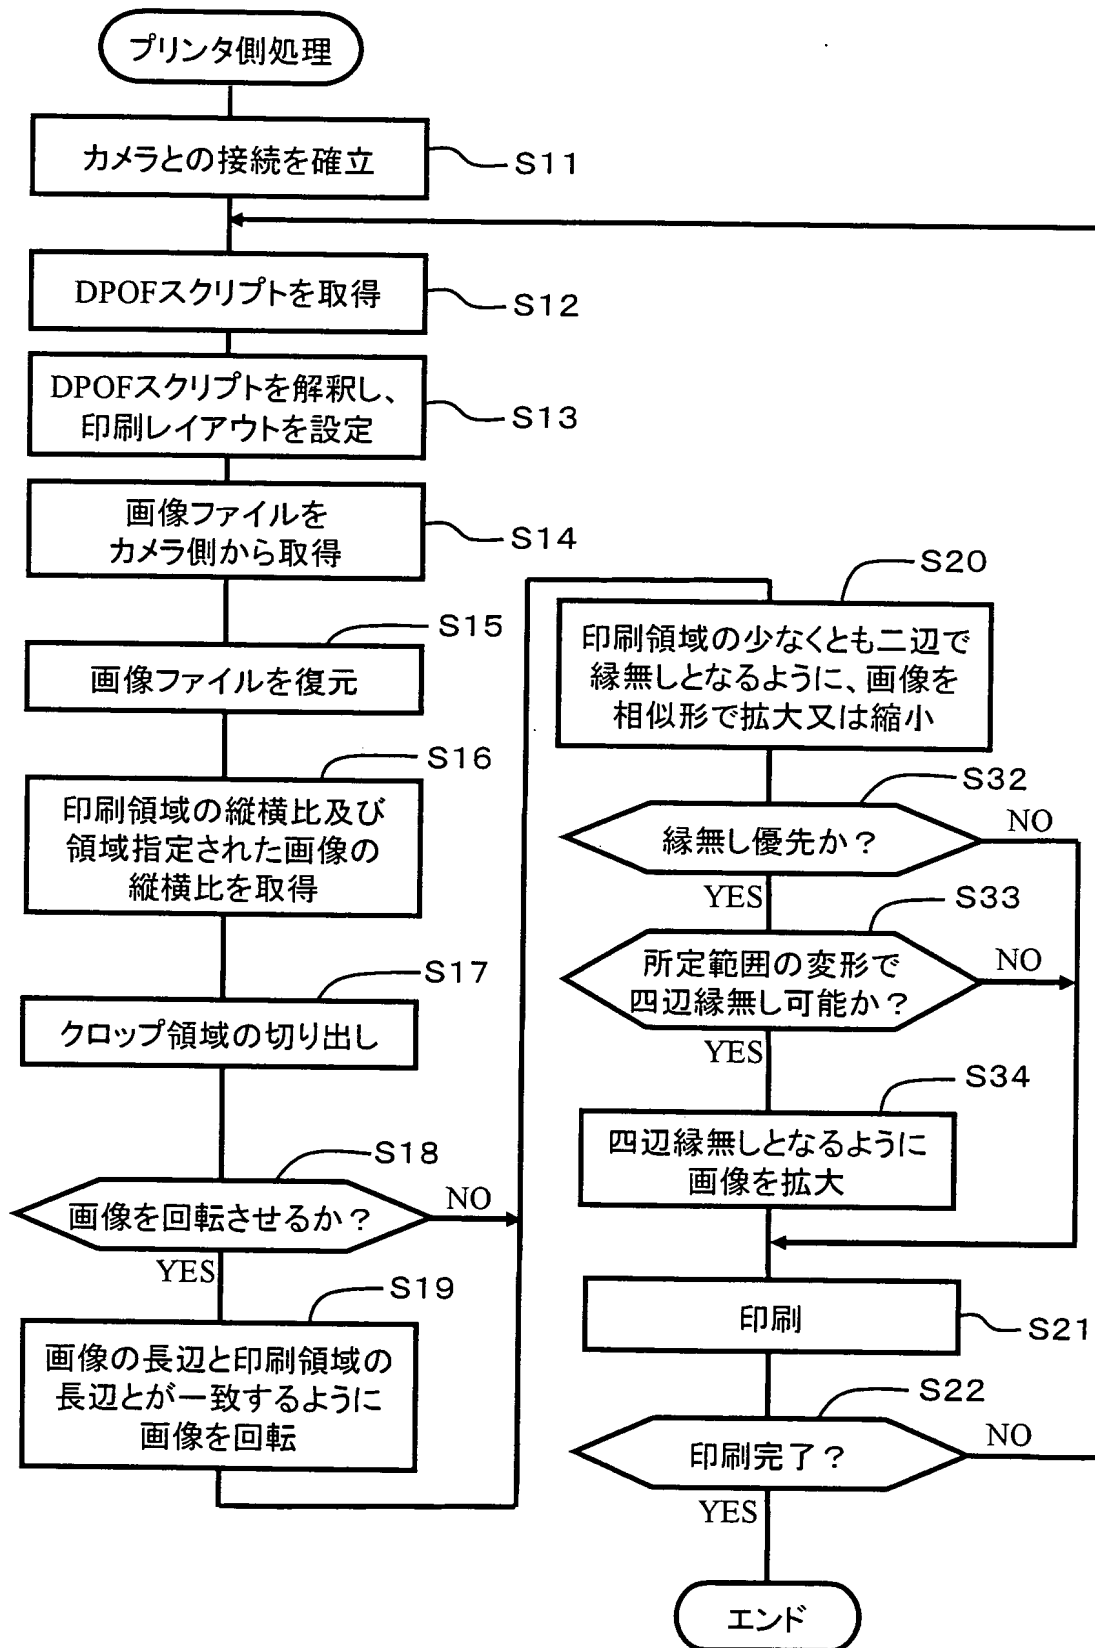 プリンタ側処理
カメラとの接続を確立
S11
DPOFスクリプトを取得
S12
DPOFスクリプトを解釈し、
印刷レイアウトを設定
S13
画像ファイルを
カメラ側から取得
S14
S15
画像ファイルを復元
S16
印刷領域の縦横比及び
領域指定された画像の
縦横比を取得
S17
クロップ領域の切り出し
S18
画像を回転させるか？
NO
YES
S19
画像の長辺と印刷領域の
長辺とが一致するように
画像を回転
S20
印刷領域の少なくとも二辺で
縁無しとなるように、画像を
相似形で拡大又は縮小
S32
縁無し優先か？
NO
YES
S33
所定範囲の変形で
四辺縁無し可能か？
NO
YES
S34
四辺縁無しとなるように
画像を拡大
印刷
S21
S22
印刷完了？
NO
YES
エンド